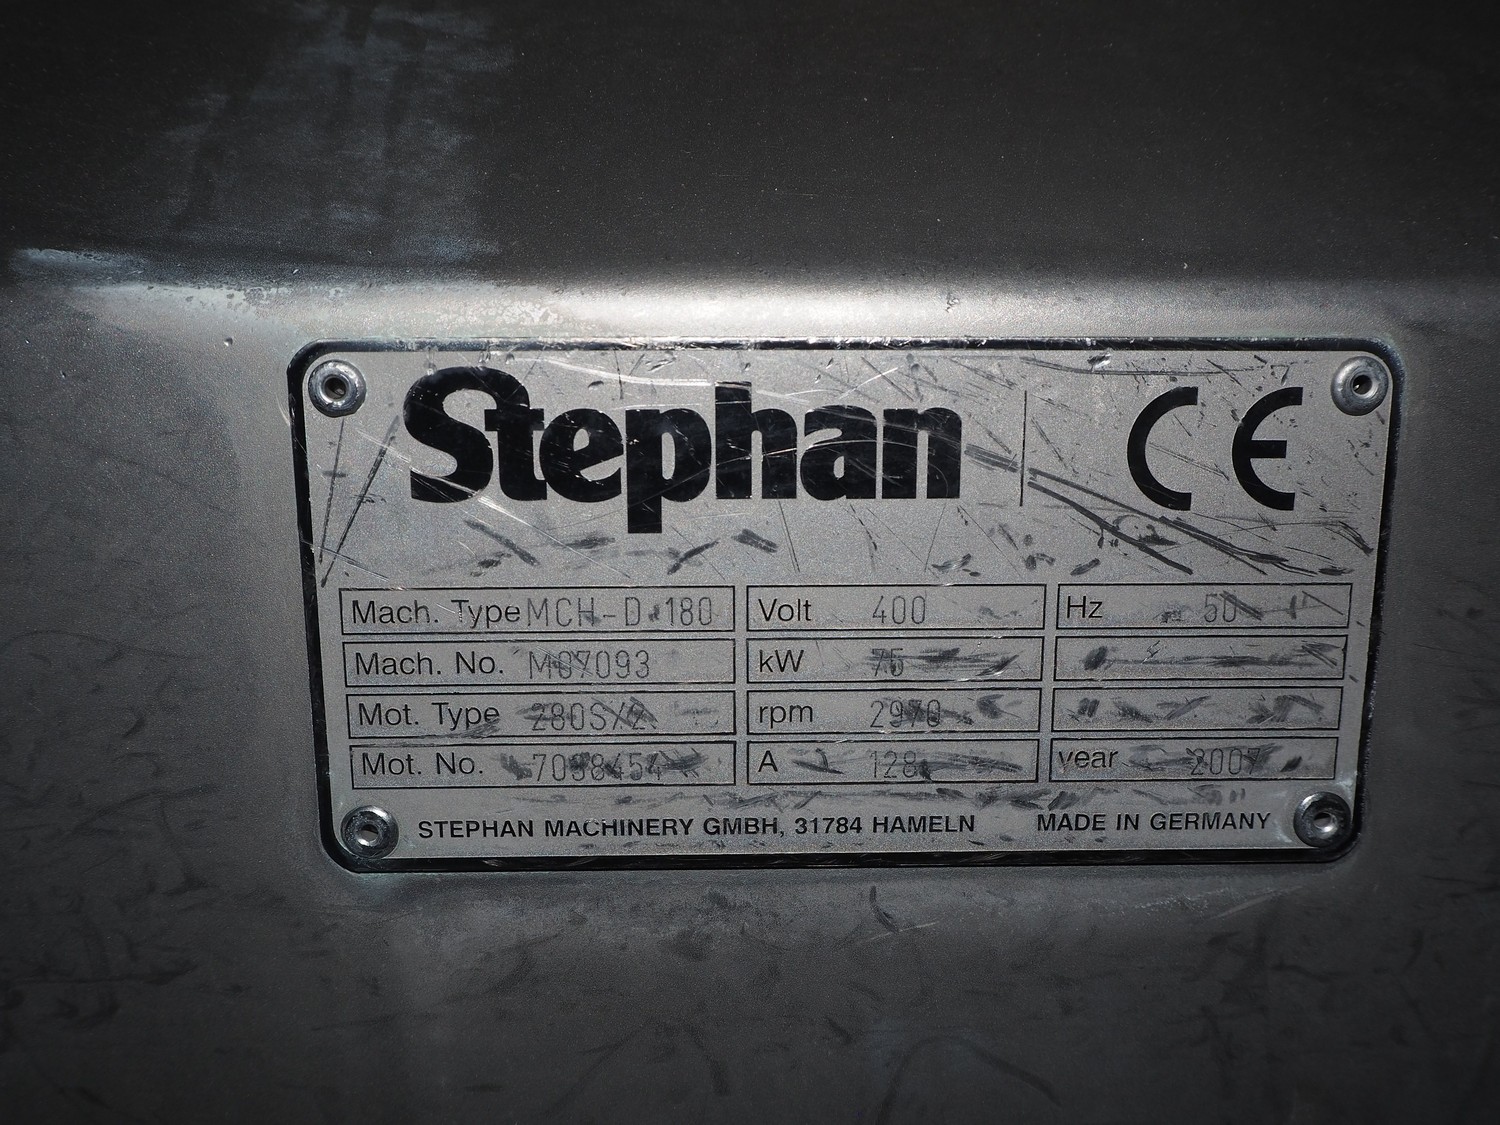 Stephan CE
Mach. Type MCH-D 180 Volt 400 Hz 50
Mach. No. M07093 kW 75
Mot. Type 280S/2 rpm 2970
Mot. No. 7038454 A 128 year 2007
STEPHAN MACHINERY GMBH, 31784 HAMELN MADE IN GERMANY